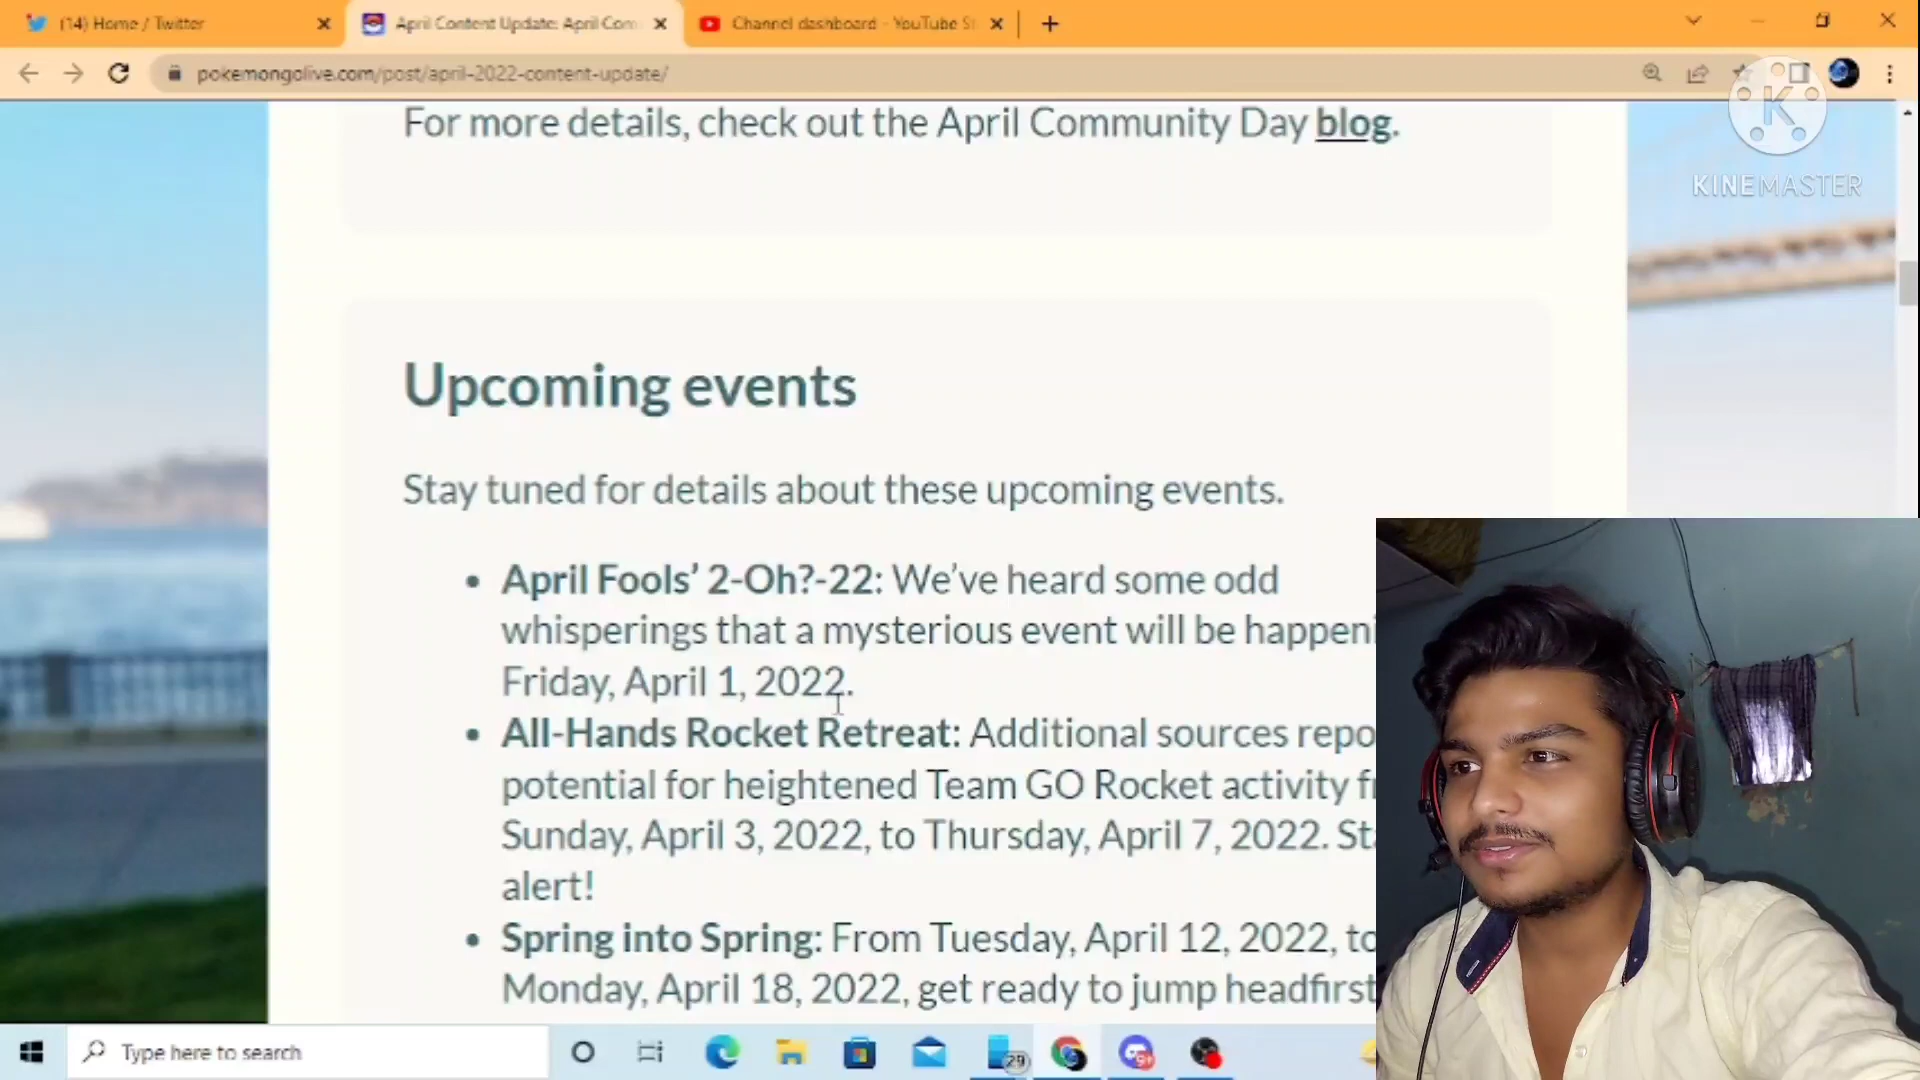 (14) Home / Twitter
April Content Update: April Com
Channel dashboard - YouTube St
pokemongolive.com/post/april-2022-content-update/
K
KINEMASTER
For more details, check out the April Community Day blog.
Upcoming events
Stay tuned for details about these upcoming events.
• April Fools’ 2-Oh?-22: We’ve heard some odd
whisperings that a mysterious event will be happeni
Friday, April 1, 2022.
• All-Hands Rocket Retreat: Additional sources repo
potential for heightened Team GO Rocket activity fr
Sunday, April 3, 2022, to Thursday, April 7, 2022. St
alert!
• Spring into Spring: From Tuesday, April 12, 2022, to
Monday, April 18, 2022, get ready to jump headfirst
Type here to search
29
9+